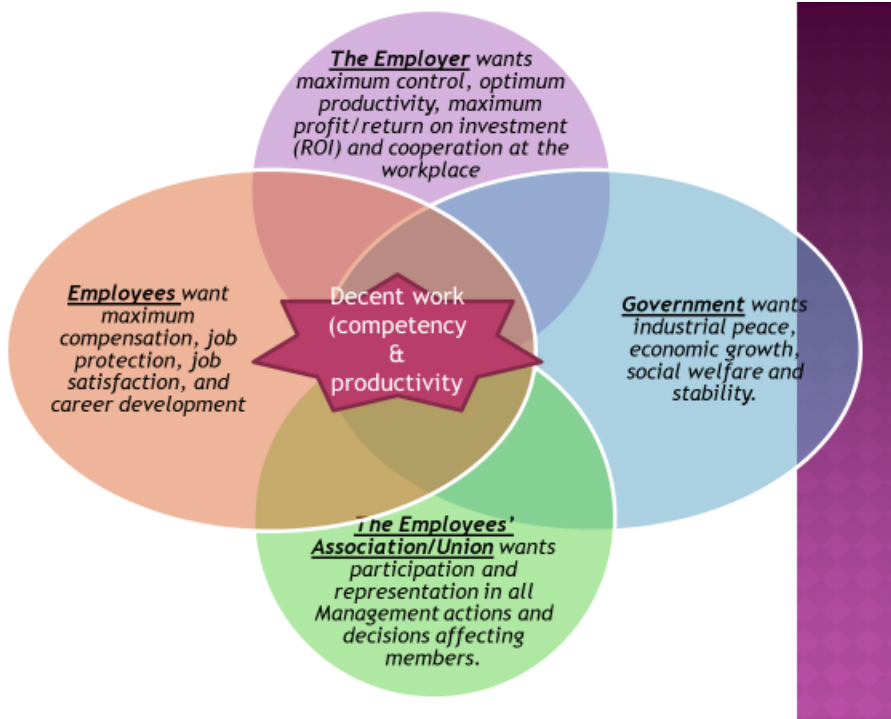 The Employer wants
maximum control, optimum
productivity, maximum
profit/return on investment
(ROI) and cooperation at the
workplace
Employees want
maximum
compensation, job
protection, job
satisfaction, and
career development
Decent work
(competency
&
productivity
Government wants
industrial peace,
economic growth,
social welfare and
stability.
The Employees’
Association/Union wants
participation and
representation in all
Management actions and
decisions affecting
members.